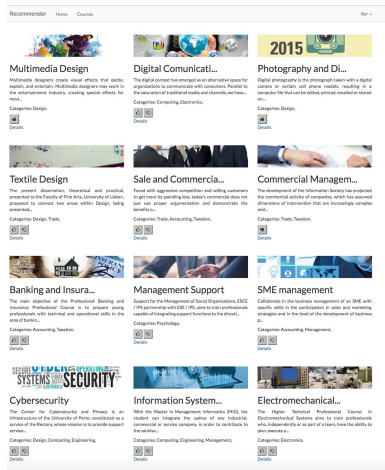 Recommender Home Courses Bar
2015
Multimedia Design
Digital Comunicati...
Photography and Di...
Multimedia designers create visual effects that excite,
explain, and entertain. Multimedia designers may work in
the entertainment industry, creating special effects for
movi...
Categories: Design,
Details
The digital context has emerged as an alternative space for
organizations to communicate with consumers. Parallel to
the saturation of traditional media and channels, we have...
Categories: Computing, Electronics,
Details
Digital photography is the photograph taken with a digital
camera or certain cell phone models, resulting in a
computer file that can be edited, printed, emailed or stored
on...
Categories: Design,
Details
Textile Design
Sale and Commercia...
Commercial Managem...
The present dissertation, theoretical and practical,
presented to the Faculty of Fine Arts, University of Lisbon,
proposed to connect two areas within Design, being
presented...
Categories: Design, Trade,
Details
Faced with aggressive competition and willing customers
to get more by spending less, today's commercial does not
just use proper argumentation and demonstrate the
benefits o...
Categories: Trade, Accounting, Taxation,
Details
The development of the Information Society has projected
the commercial activity of companies, which has assumed
dimensions of intervention that are increasingly complex
and...
Categories: Trade, Taxation,
Details
Banking and Insura...
Management Support
SME management
The main objective of the Professional Banking and
Insurance Professional Course is to prepare young
professionals with technical and operational skills in the
area of bankin...
Categories: Accounting, Taxation,
Details
Support for the Management of Social Organizations, ESCE
/ IPS partnership with ESE / IPS, aims to train professionals
capable of integrating support functions to the directi...
Categories: Psychology,
Details
Collaborate in the business management of an SME with
specific skills in the participation in sales and marketing
strategies and in the level of the development of business
p...
Categories: Accounting, Management,
Details
SECURE CYBER OPERATING
SYSTEMS SECURITY
Cybersecurity
Information System...
Electromechanical...
The Center for Cybersecurity and Privacy is an
infrastructure of the University of Porto, constituted as a
service of the Rectory, whose mission is to provide support
service...
Categories: Design, Computing, Engineering,
Details
With the Master in Management Informatics (MIG), the
student can integrate the cadres of any industrial,
commercial or service company, in order to contribute to
the satisfac...
Categories: Computing, Engineering, Management,
Details
The Higher Technical Professional Course in
Electromechanical Systems aims to train professionals
who, independently or as part of a team, have the ability to
plan, execute a...
Categories: Electronics,
Details